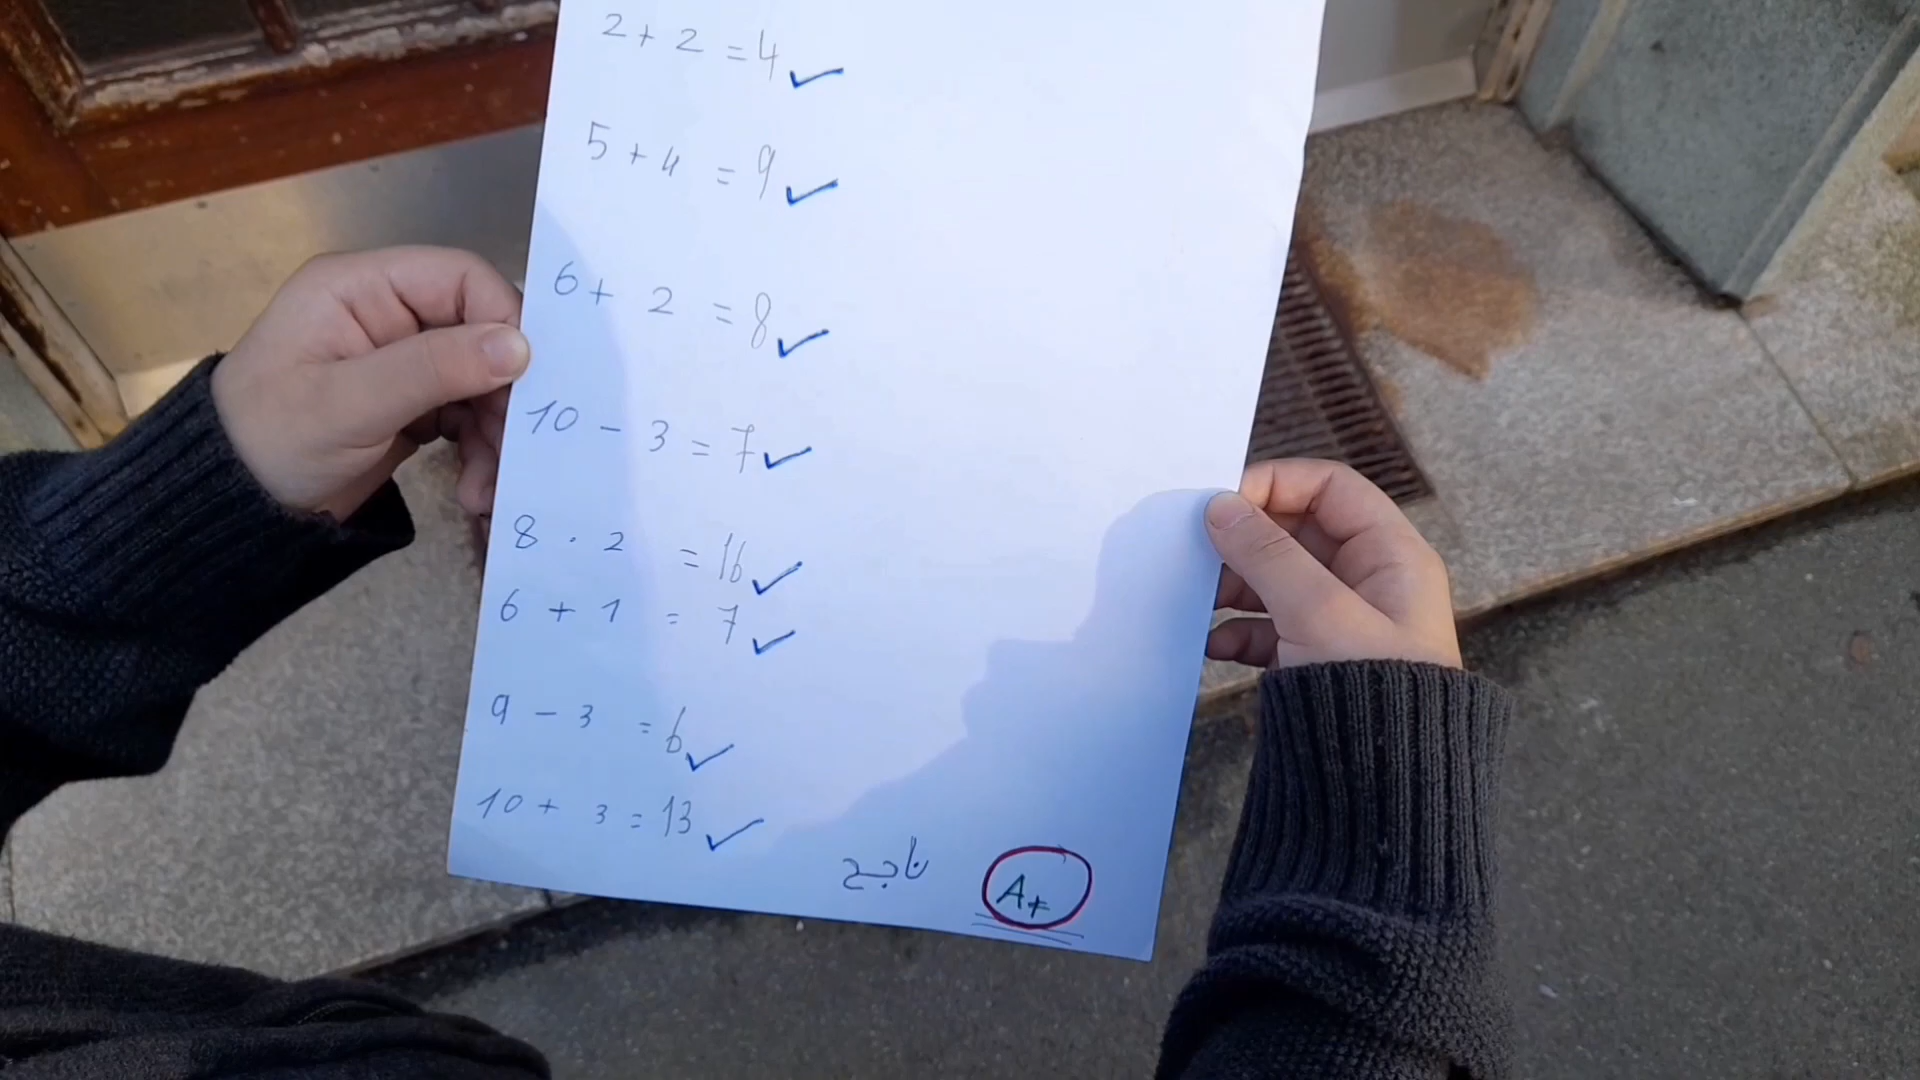 2 + 2 = 4 ✓
5 + 4 = 9 ✓
6 + 2 = 8 ✓
10 - 3 = 7 ✓
8 · 2 = 16 ✓
6 + 1 = 7 ✓
9 - 3 = 6 ✓
10 + 3 = 13 ✓
ناجح
A+